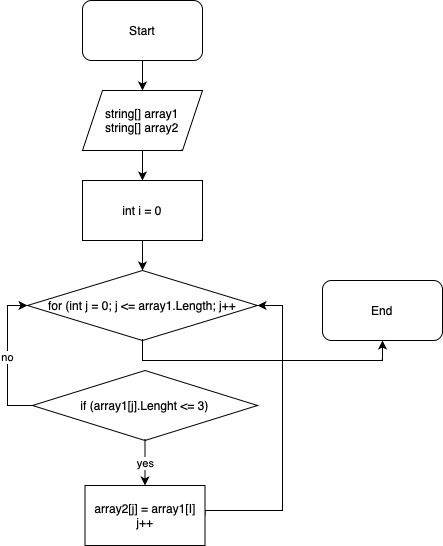 Start
string[] array1
string[] array2
int i = 0
for (int j = 0; j <= array1.Length; j++
End
no
if (array1[j].Lenght <= 3)
yes
array2[j] = array1[I]
j++